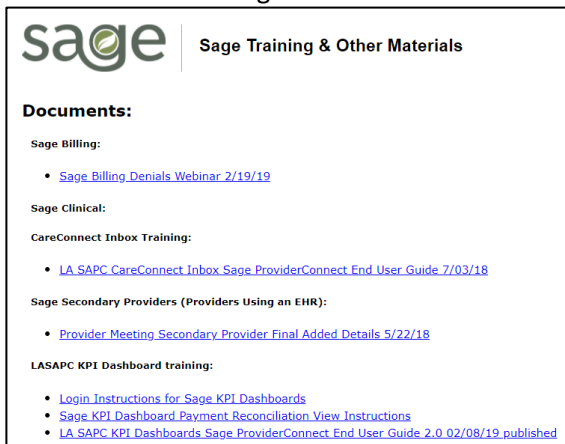 sage
Sage Training & Other Materials
Documents:
Sage Billing:
Sage Billing Denials Webinar 2/19/19
Sage Clinical:
CareConnect Inbox Training:
LA SAPC CareConnect Inbox Sage ProviderConnect End User Guide 7/03/18
Sage Secondary Providers (Providers Using an EHR):
Provider Meeting Secondary Provider Final Added Details 5/22/18
LASAPC KPI Dashboard training:
Login Instructions for Sage KPI Dashboards
Sage KPI Dashboard Payment Reconciliation View Instructions
LA SAPC KPI Dashboards Sage ProviderConnect End User Guide 2.0 02/08/19 published